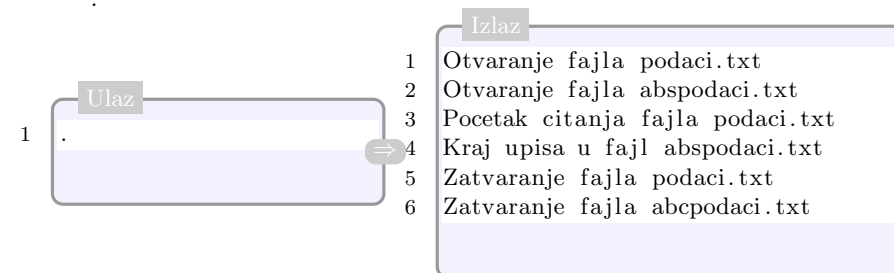 .
Ulaz
1 .
⇒
Izlaz
1 Otvaranje fajla podaci.txt
2 Otvaranje fajla abspodaci.txt
3 Pocetak citanja fajla podaci.txt
4 Kraj upisa u fajl abspodaci.txt
5 Zatvaranje fajla podaci.txt
6 Zatvaranje fajla abcpodaci.txt